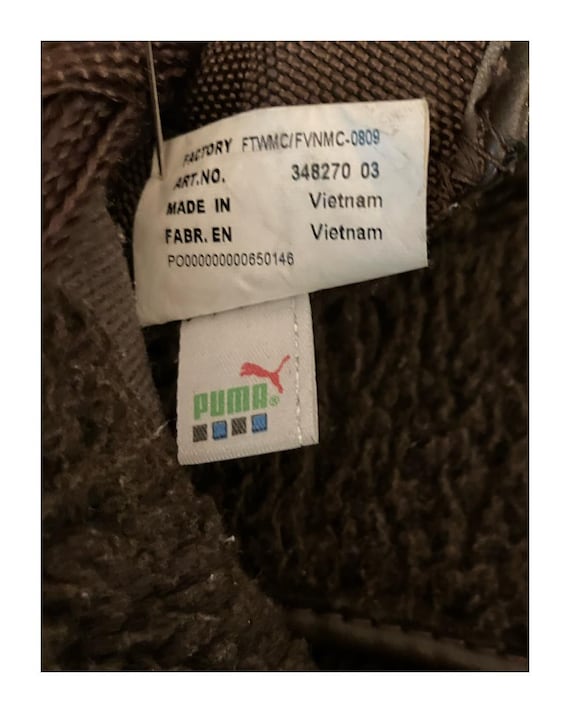 FACTORY FTWMC/FVNMC-0809
ART.NO. 348270 03
MADE IN Vietnam
FABR. EN Vietnam
PO000000000650146
PUMA®